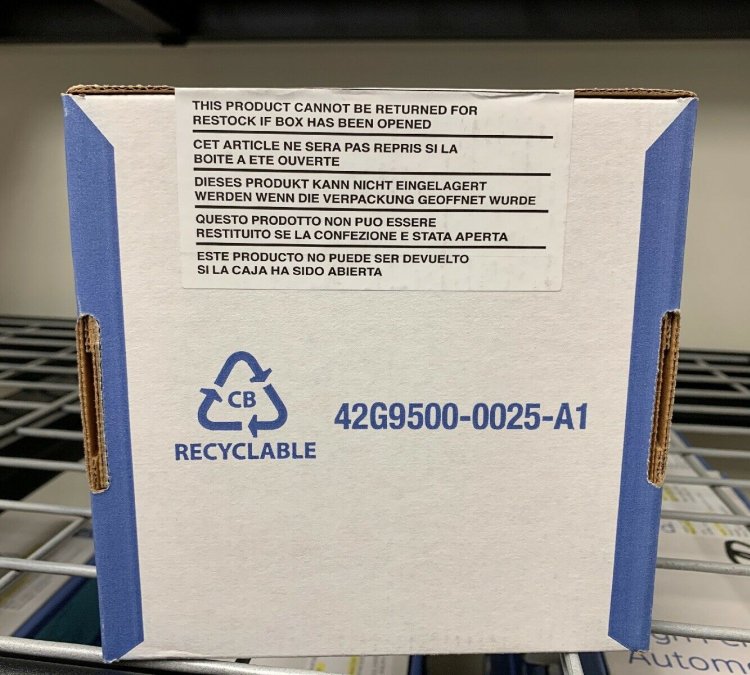 THIS PRODUCT CANNOT BE RETURNED FOR
RESTOCK IF BOX HAS BEEN OPENED
CET ARTICLE NE SERA PAS REPRIS SI LA
BOITE A ETE OUVERTE
DIESES PRODUKT KANN NICHT EINGELAGERT
WERDEN WENN DIE VERPACKUNG GEOFFNET WURDE
QUESTO PRODOTTO NON PUO ESSERE
RESTITUITO SE LA CONFEZIONE E STATA APERTA
ESTE PRODUCTO NO PUEDE SER DEVUELTO
SI LA CAJA HA SIDO ABIERTA
CB
RECYCLABLE
42G9500-0025-A1